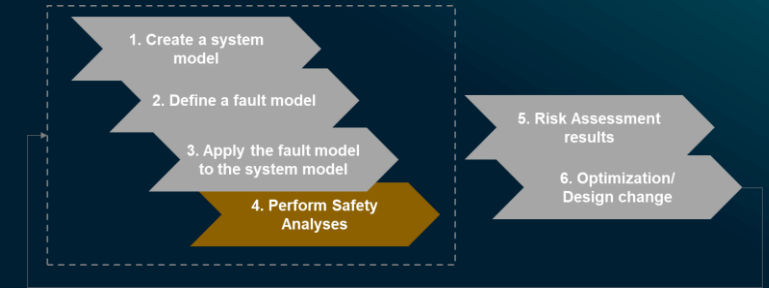 1. Create a system
model
2. Define a fault model
3. Apply the fault model
to the system model
4. Perform Safety
Analyses
5. Risk Assessment
results
6. Optimization/
Design change